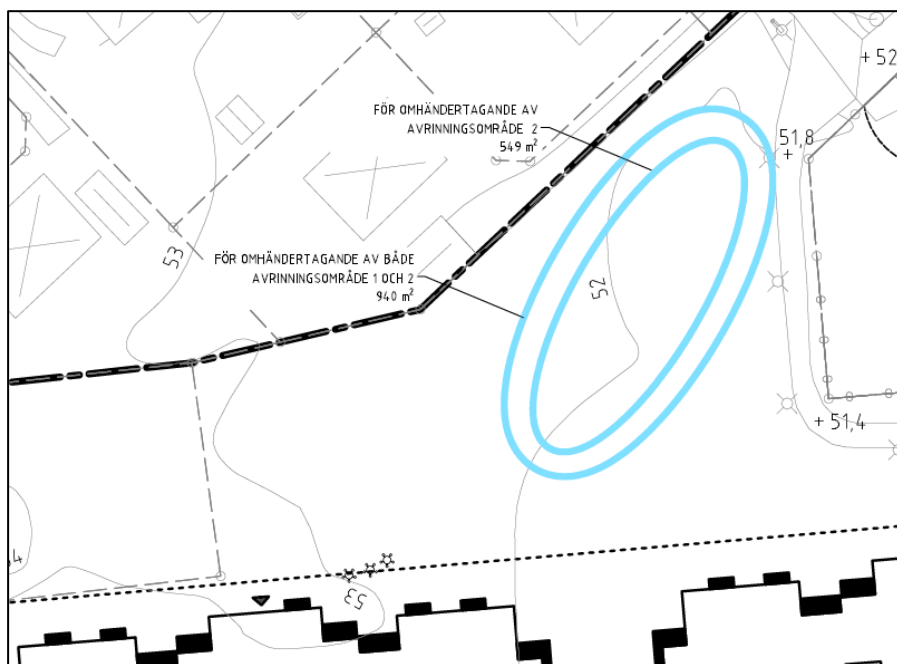 + 52
FÖR OMHÄNDERTAGANDE AV
AVRINNINGSOMRÅDE 2
549 m²
51,8
+
53
FÖR OMHÄNDERTAGANDE AV BÅDE
AVRINNINGSOMRÅDE 1 OCH 2
940 m²
52
+ 51,4
53